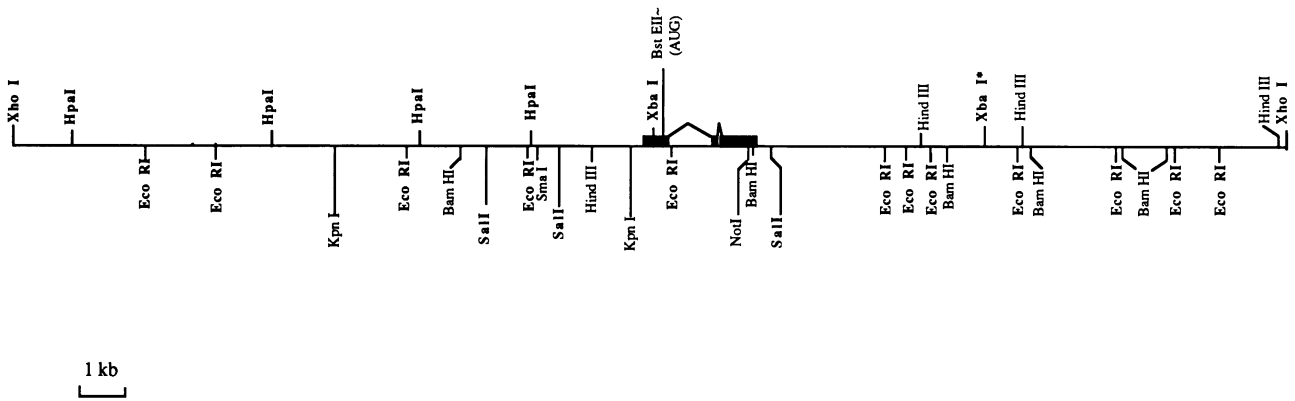 Xho I
HpaI
HpaI
HpaI
HpaI
Xba I
Bst EII~
(AUG)
Hind III
Xba I*
Hind III
Hind III
Xho I
Eco RI
Eco RI
Kpn I
Eco RI
Bam HI
SalI
Eco RI
Sma I
SalI
Hind III
Kpn I
Eco RI
NotI
Bam HI
SalI
Eco RI
Eco RI
Eco RI
Bam HI
Eco RI
Bam HI
Eco RI
Bam HI
Eco RI
Eco RI
1 kb